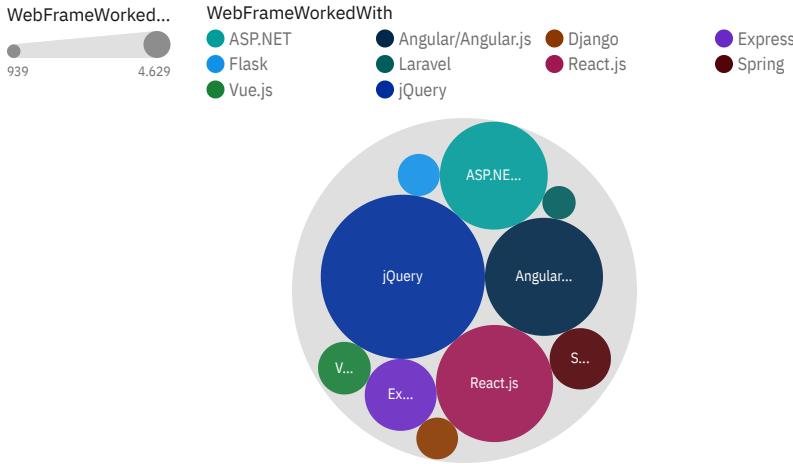 WebFrameWorked...
939
4.629
WebFrameWorkedWith
ASP.NET
Angular/Angular.js
Django
Express
Flask
Laravel
React.js
Spring
Vue.js
jQuery
ASP.NE...
jQuery
Angular...
V...
Ex...
React.js
S...